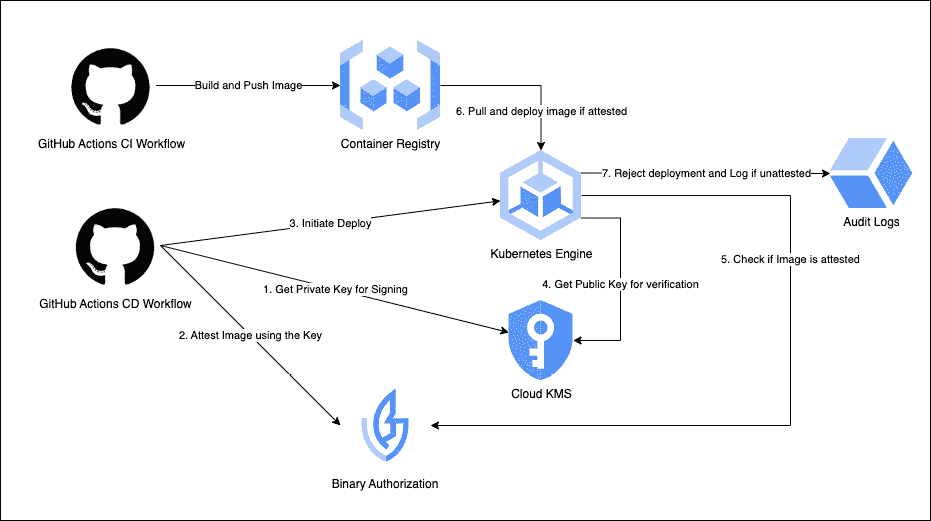 Build and Push Image
GitHub Actions CI Workflow
Container Registry
6. Pull and deploy image if attested
7. Reject deployment and Log if unattested
Audit Logs
3. Initiate Deploy
Kubernetes Engine
5. Check if Image is attested
GitHub Actions CD Workflow
1. Get Private Key for Signing
4. Get Public Key for verification
2. Attest Image using the Key
Cloud KMS
Binary Authorization